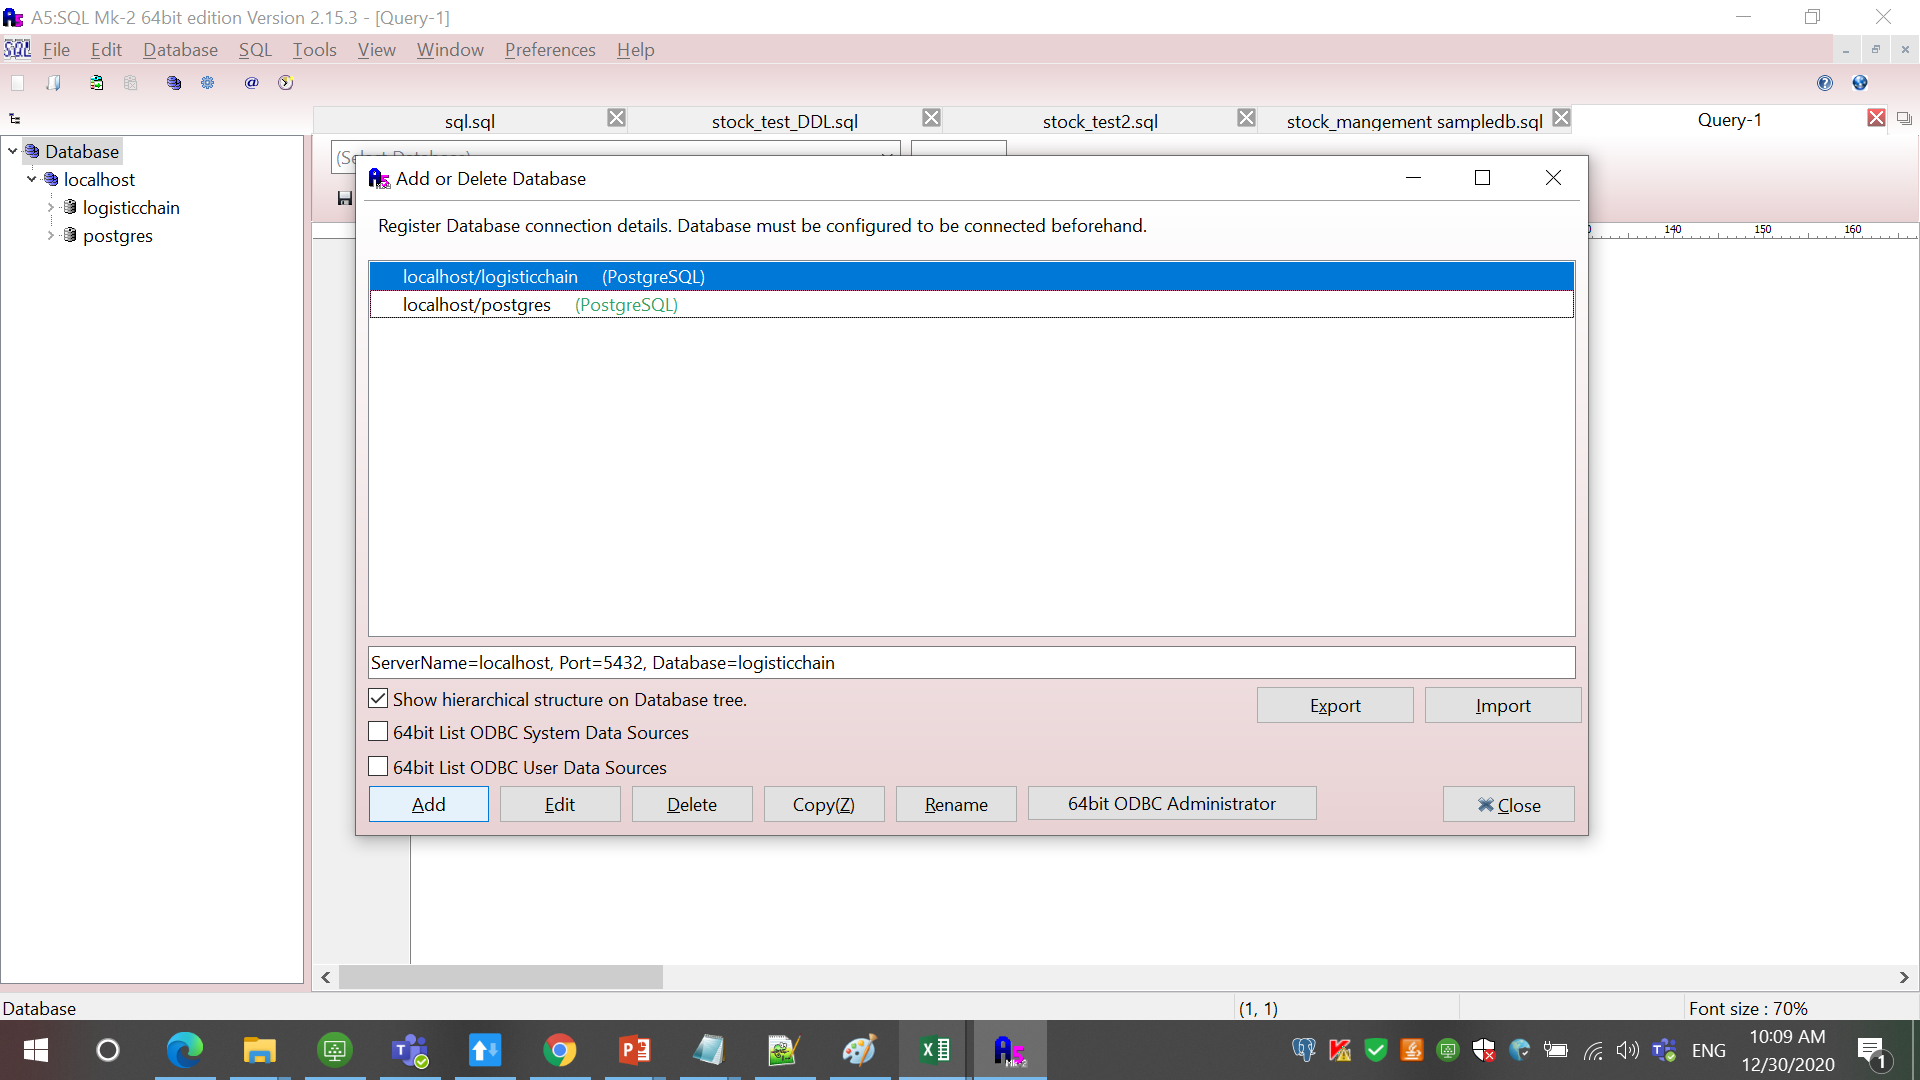 A5:SQL Mk-2 64bit edition Version 2.15.3 - [Query-1]
SQL File Edit Database SQL Tools View Window Preferences Help
sql.sql stock_test_DDL.sql stock_test2.sql stock_mangement sampledb.sql Query-1
Database
localhost
logisticchain
postgres
Add or Delete Database
Register Database connection details. Database must be configured to be connected beforehand.
140 150 160
localhost/logisticchain (PostgreSQL)
localhost/postgres (PostgreSQL)
ServerName=localhost, Port=5432, Database=logisticchain
Show hierarchical structure on Database tree.
Export Import
64bit List ODBC System Data Sources
64bit List ODBC User Data Sources
Add Edit Delete Copy(Z) Rename 64bit ODBC Administrator Close
Database (1, 1) Font size : 70%
ENG 10:09 AM
12/30/2020
1